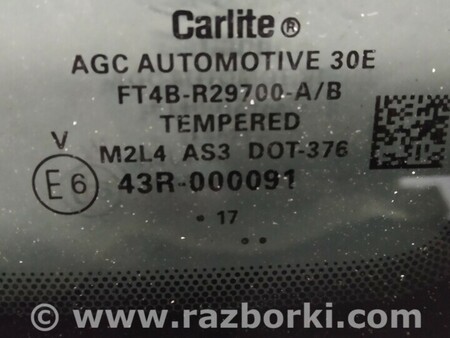 Carlite ®
AGC AUTOMOTIVE 30E
FT4B-R29700-A/B
TEMPERED
V M2L4 AS3 DOT-376
E6 43R-000091
. 17
..
© www.razborki.com